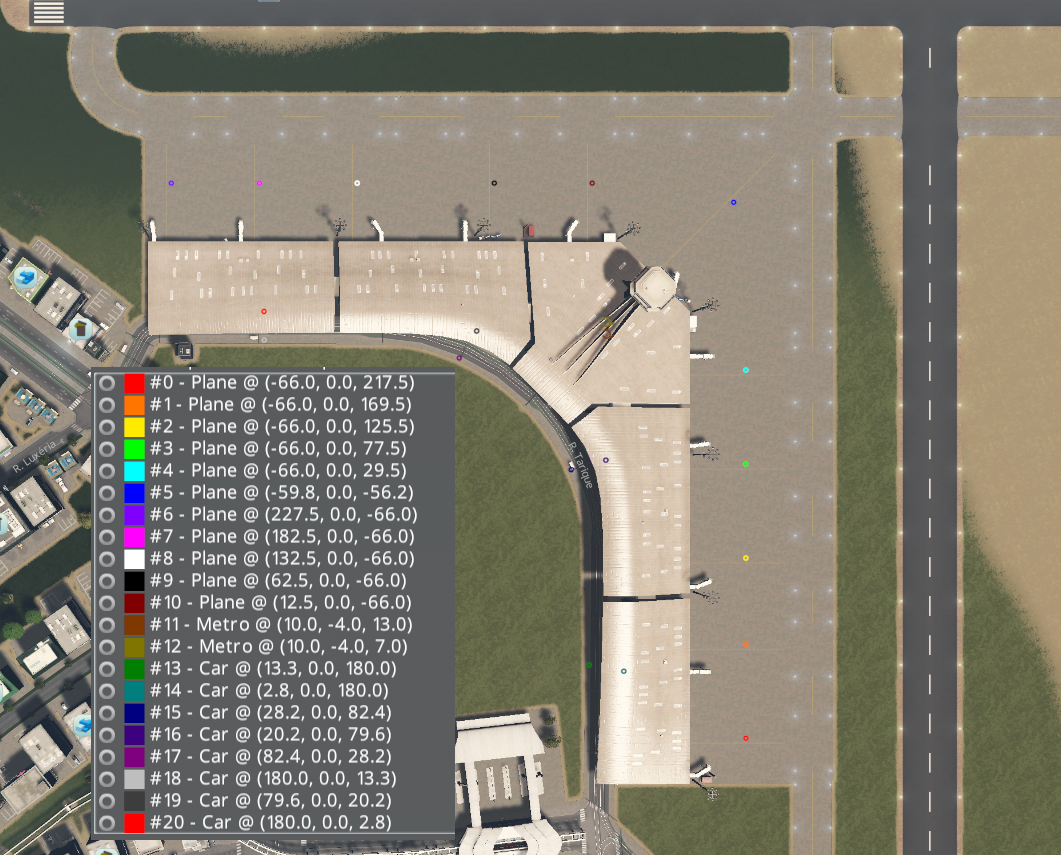 #0 - Plane @ (-66.0, 0.0, 217.5)
#1 - Plane @ (-66.0, 0.0, 169.5)
#2 - Plane @ (-66.0, 0.0, 125.5)
#3 - Plane @ (-66.0, 0.0, 77.5)
R. Tarique
R. Luxéria
#4 - Plane @ (-66.0, 0.0, 29.5)
#5 - Plane @ (-59.8, 0.0, -56.2)
#6 - Plane @ (227.5, 0.0, -66.0)
#7 - Plane @ (182.5, 0.0, -66.0)
#8 - Plane @ (132.5, 0.0, -66.0)
#9 - Plane @ (62.5, 0.0, -66.0)
#10 - Plane @ (12.5, 0.0, -66.0)
#11 - Metro @ (10.0, -4.0, 13.0)
#12 - Metro @ (10.0, -4.0, 7.0)
#13 - Car @ (13.3, 0.0, 180.0)
#14 - Car @ (2.8, 0.0, 180.0)
#15 - Car @ (28.2, 0.0, 82.4)
#16 - Car @ (20.2, 0.0, 79.6)
#17 - Car @ (82.4, 0.0, 28.2)
#18 - Car @ (180.0, 0.0, 13.3)
#19 - Car @ (79.6, 0.0, 20.2)
#20 - Car @ (180.0, 0.0, 2.8)